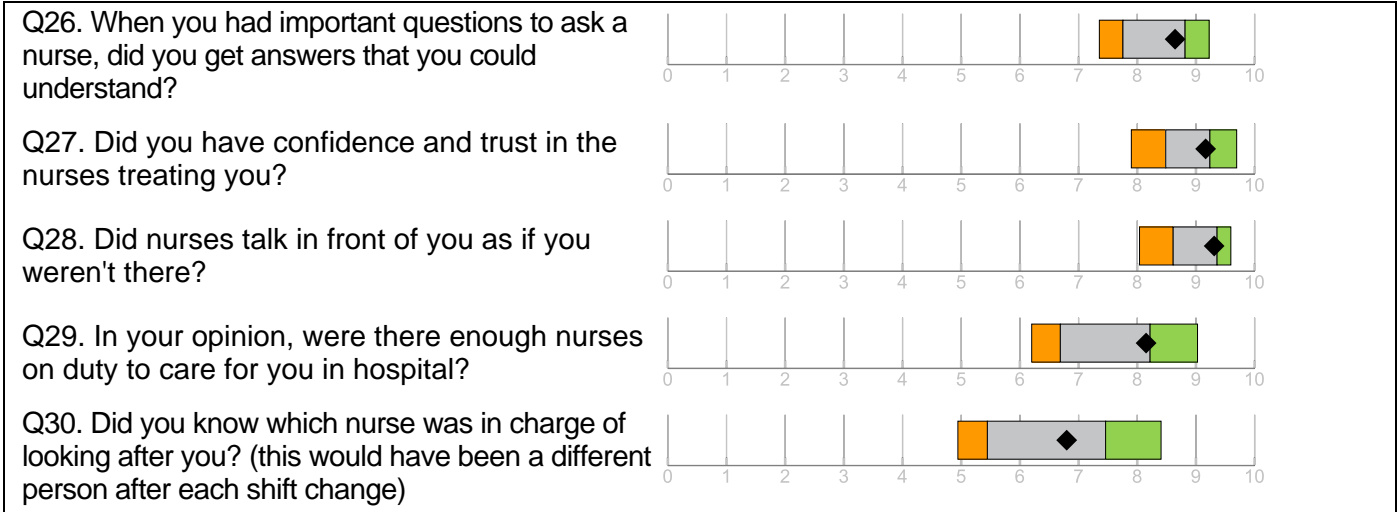 Q26. When you had important questions to ask a
nurse, did you get answers that you could
understand?
0 1 2 3 4 5 6 7 8 9 10
Q27. Did you have confidence and trust in the
nurses treating you?
0 1 2 3 4 5 6 7 8 9 10
Q28. Did nurses talk in front of you as if you
weren't there?
0 1 2 3 4 5 6 7 8 9 10
Q29. In your opinion, were there enough nurses
on duty to care for you in hospital?
0 1 2 3 4 5 6 7 8 9 10
Q30. Did you know which nurse was in charge of
looking after you? (this would have been a different
person after each shift change)
0 1 2 3 4 5 6 7 8 9 10